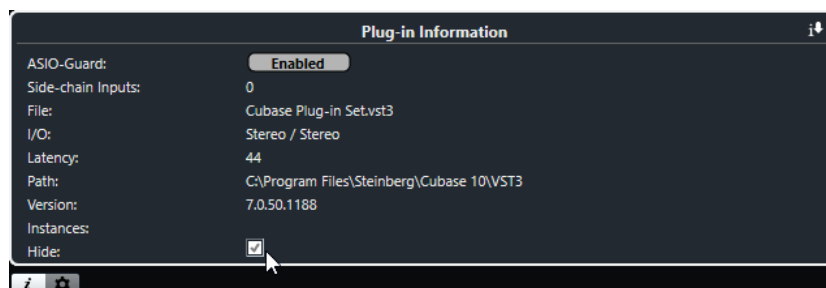 Plug-in Information
ASIO-Guard: Enabled
Side-chain Inputs: 0
File: Cubase Plug-in Set.vst3
I/O: Stereo / Stereo
Latency: 44
Path: C:\Program Files\Steinberg\Cubase 10\VST3
Version: 7.0.50.1188
Instances:
Hide: